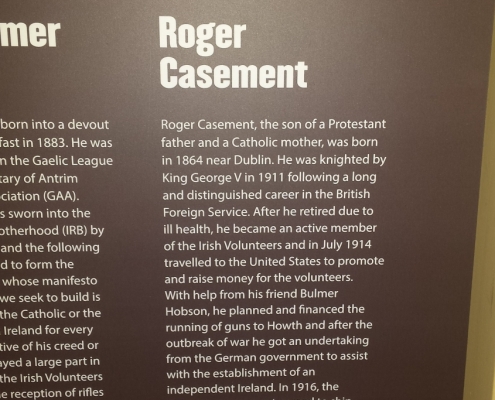 mer
born into a devout
fast in 1883. He was
n the Gaelic League
tary of Antrim
ciation (GAA).
s sworn into the
otherhood (IRB) by
and the following
d to form the
whose manifesto
we seek to build is
the Catholic or the
Ireland for every
tive of his creed or
ayed a large part in
the Irish Volunteers
e reception of rifles
Roger
Casement
Roger Casement, the son of a Protestant
father and a Catholic mother, was born
in 1864 near Dublin. He was knighted by
King George V in 1911 following a long
and distinguished career in the British
Foreign Service. After he retired due to
ill health, he became an active member
of the Irish Volunteers and in July 1914
travelled to the United States to promote
and raise money for the volunteers.
With help from his friend Bulmer
Hobson, he planned and financed the
running of guns to Howth and after the
outbreak of war he got an undertaking
from the German government to assist
with the establishment of an
independent Ireland. In 1916, the